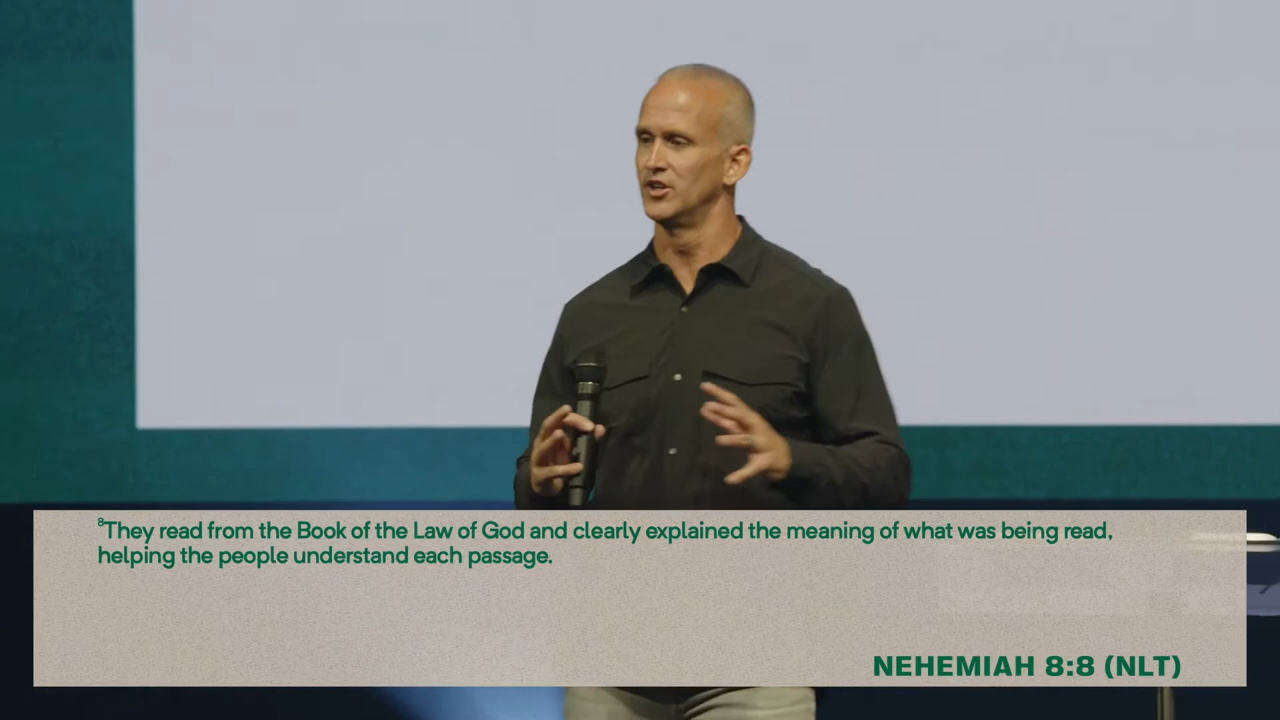 ⁸They read from the Book of the Law of God and clearly explained the meaning of what was being read,
helping the people understand each passage.
NEHEMIAH 8:8 (NLT)